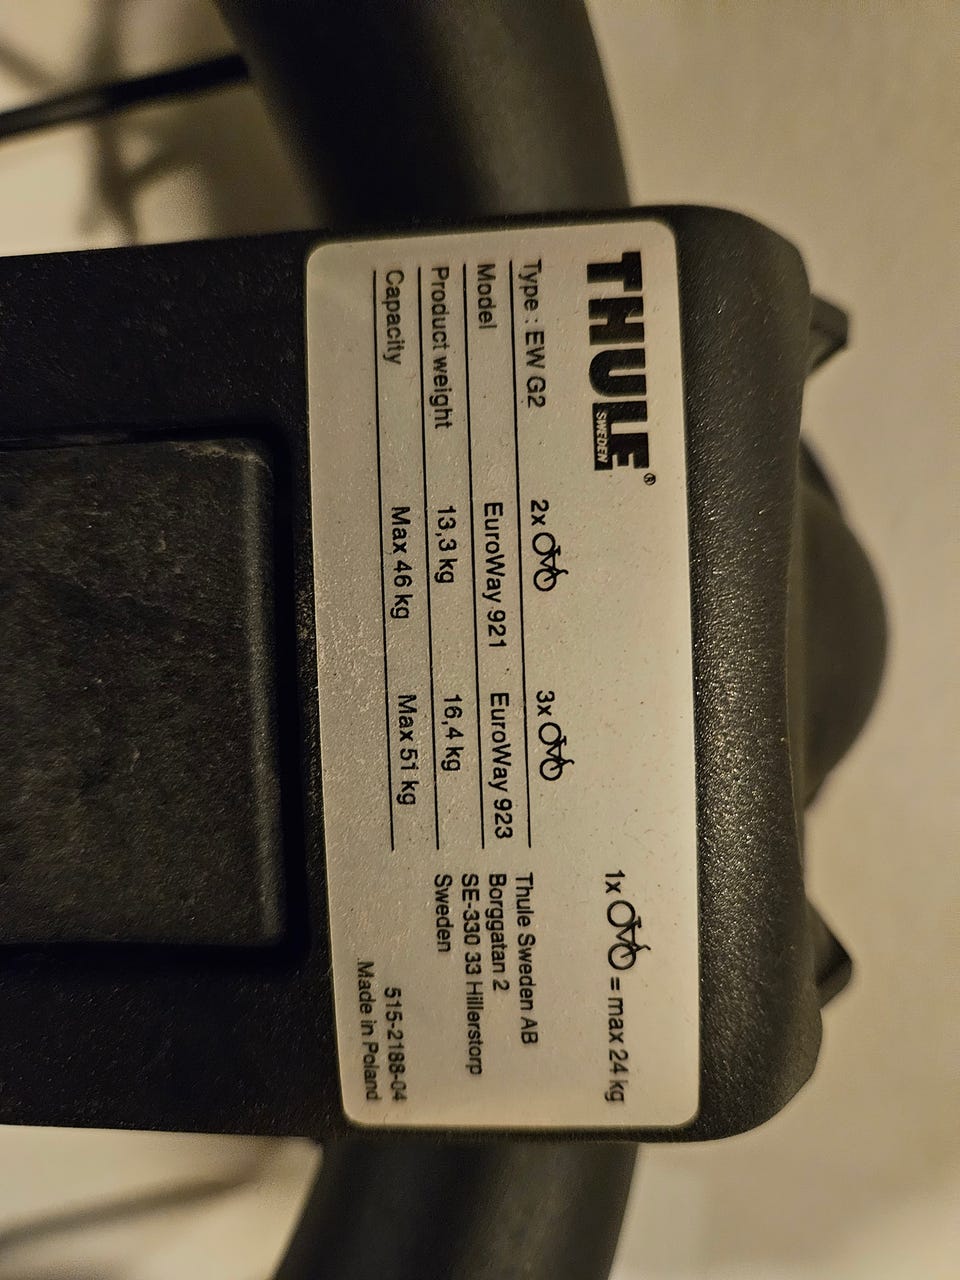 THULE®
SWEDEN
1x = max 24 kg
Type : EW G2 2x 3x
Model EuroWay 921 EuroWay 923
Product weight 13,3 kg 16,4 kg
Capacity Max 46 kg Max 51 kg
Thule Sweden AB
Borggatan 2
SE-330 33 Hillerstorp
Sweden
515-2188-04
Made in Poland